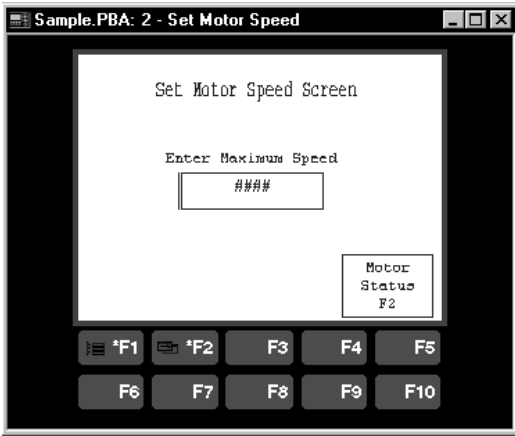 Sample.PBA: 2 - Set Motor Speed
Set Motor Speed Screen
Enter Maximum Speed
####
Motor
Status
F2
*F1 *F2 F3 F4 F5
F6 F7 F8 F9 F10